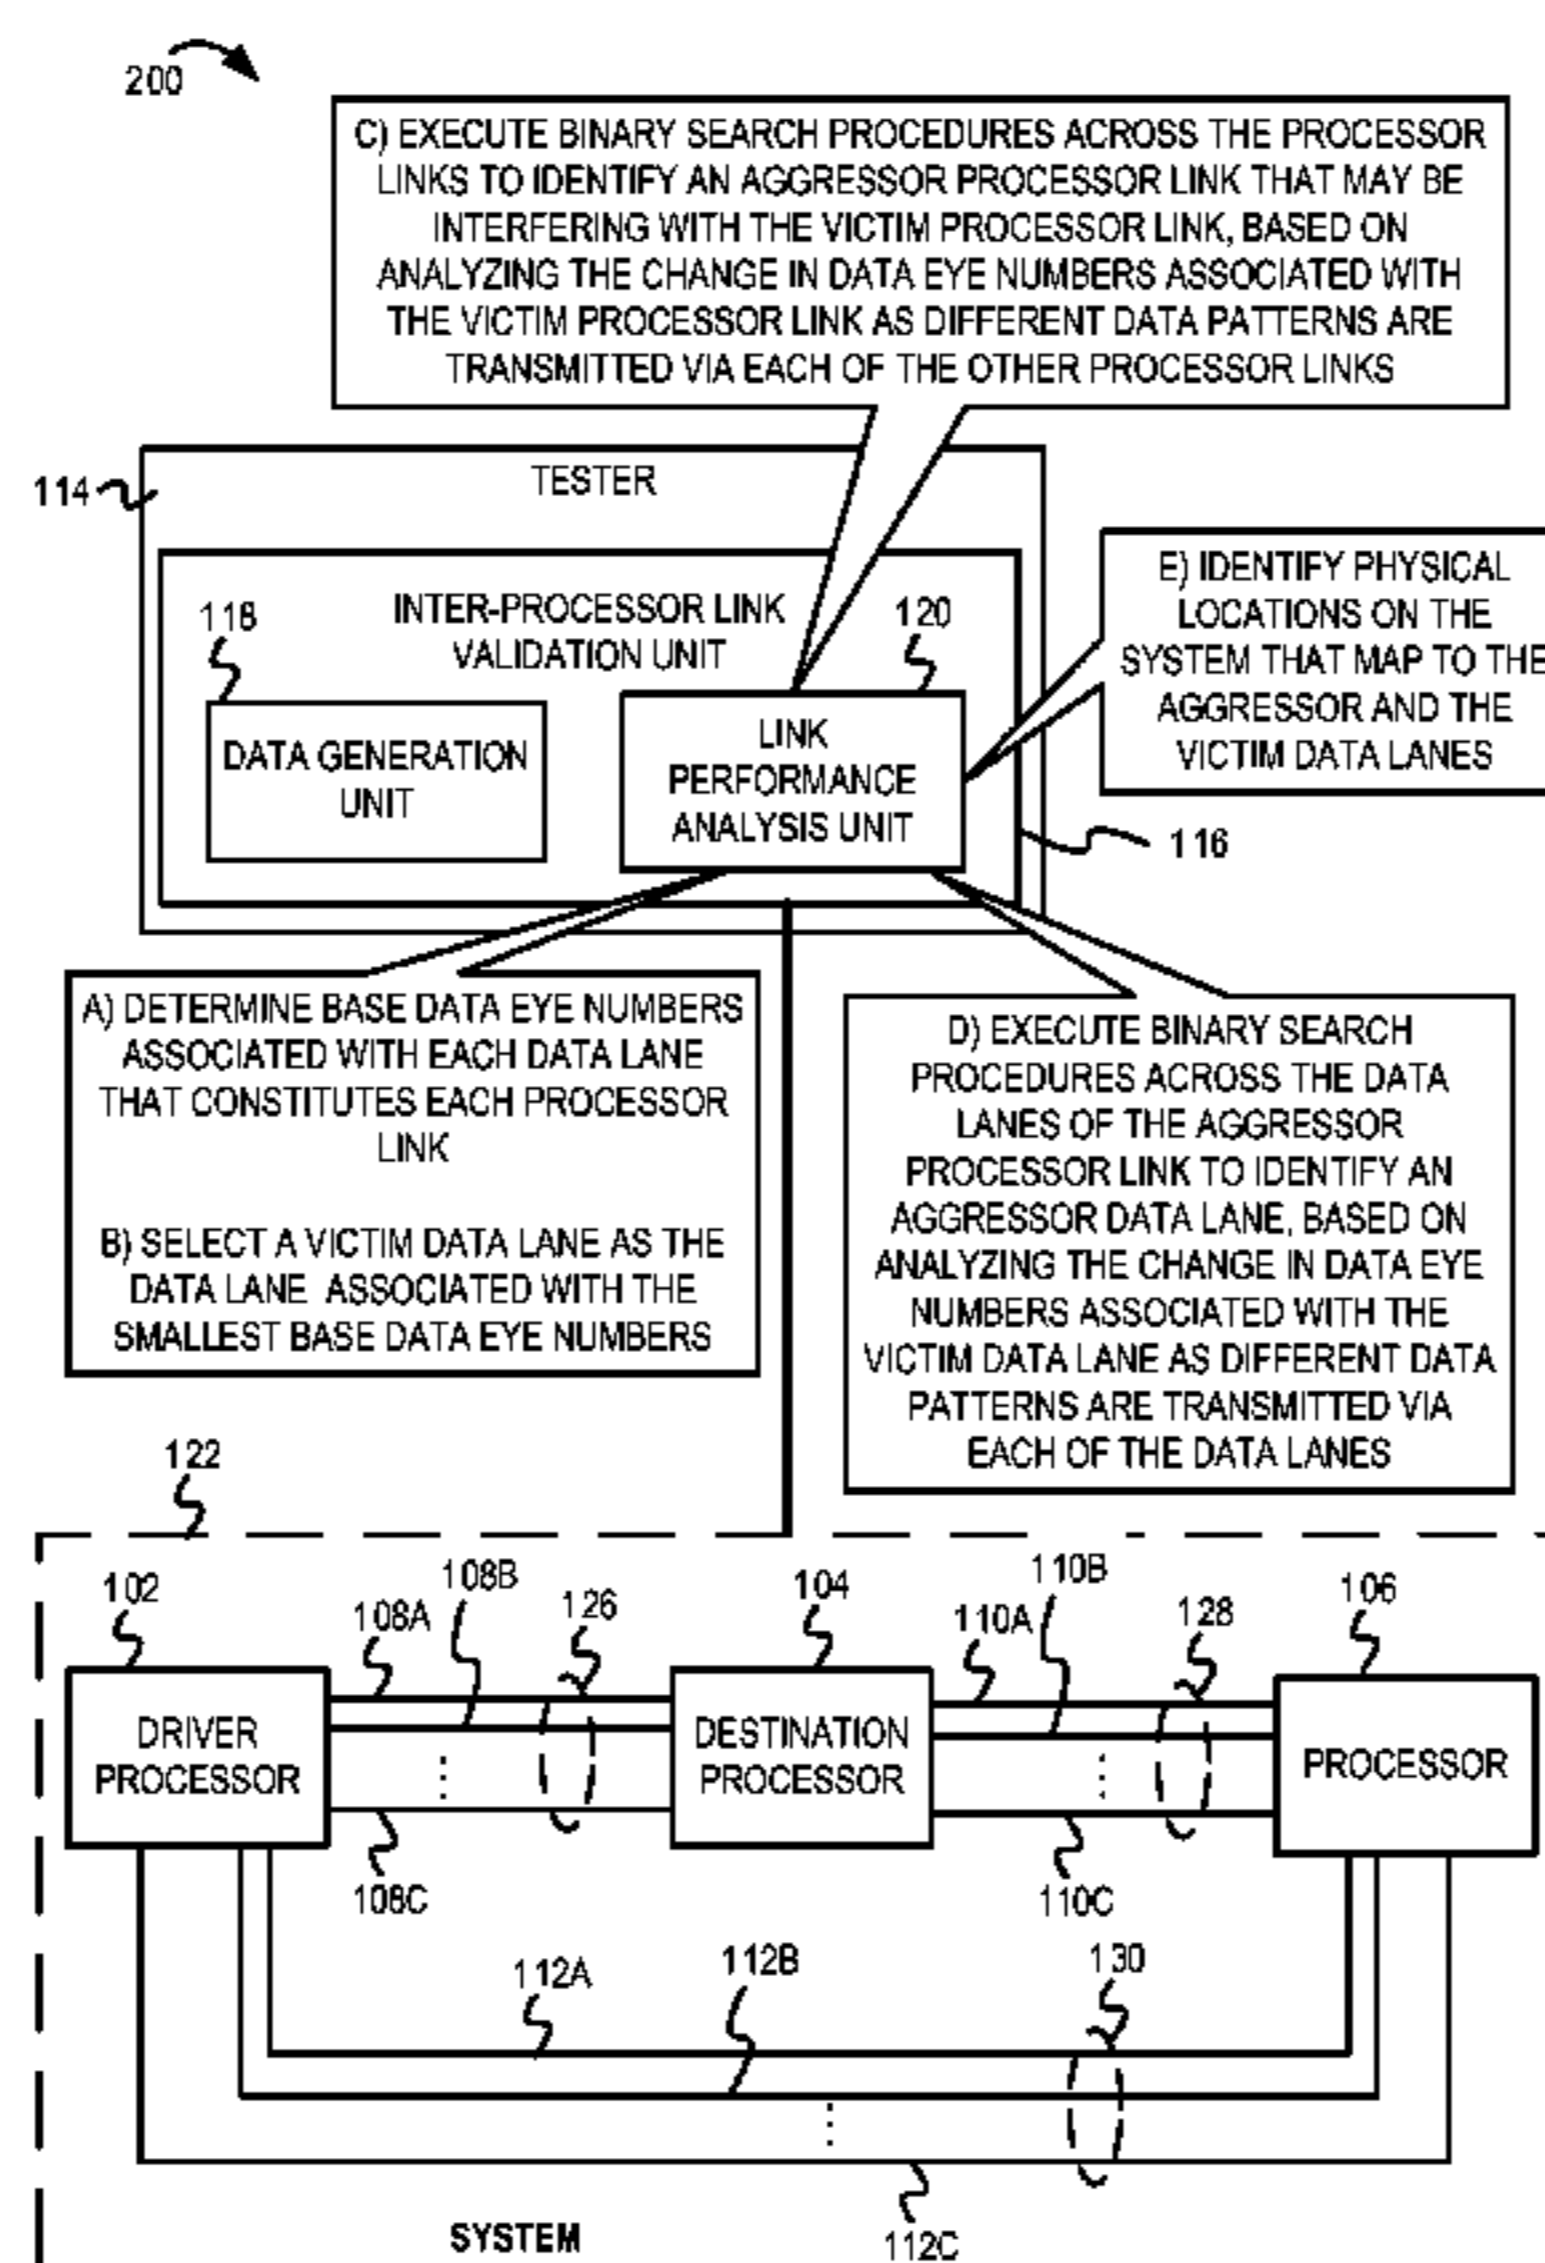 200
C) EXECUTE BINARY SEARCH PROCEDURES ACROSS THE PROCESSOR
LINKS TO IDENTIFY AN AGGRESSOR PROCESSOR LINK THAT MAY BE
INTERFERING WITH THE VICTIM PROCESSOR LINK, BASED ON
ANALYZING THE CHANGE IN DATA EYE NUMBERS ASSOCIATED WITH
THE VICTIM PROCESSOR LINK AS DIFFERENT DATA PATTERNS ARE
TRANSMITTED VIA EACH OF THE OTHER PROCESSOR LINKS
114
TESTER
E) IDENTIFY PHYSICAL
LOCATIONS ON THE
SYSTEM THAT MAP TO THE
AGGRESSOR AND THE
VICTIM DATA LANES
118
INTER-PROCESSOR LINK
VALIDATION UNIT
120
DATA GENERATION
UNIT
LINK
PERFORMANCE
ANALYSIS UNIT
116
A) DETERMINE BASE DATA EYE NUMBERS
ASSOCIATED WITH EACH DATA LANE
THAT CONSTITUTES EACH PROCESSOR
LINK
B) SELECT A VICTIM DATA LANE AS THE
DATA LANE ASSOCIATED WITH THE
SMALLEST BASE DATA EYE NUMBERS
D) EXECUTE BINARY SEARCH
PROCEDURES ACROSS THE DATA
LANES OF THE AGGRESSOR
PROCESSOR LINK TO IDENTIFY AN
AGGRESSOR DATA LANE, BASED ON
ANALYZING THE CHANGE IN DATA EYE
NUMBERS ASSOCIATED WITH THE
VICTIM DATA LANE AS DIFFERENT DATA
PATTERNS ARE TRANSMITTED VIA
EACH OF THE DATA LANES
122
102
108A
108B
126
104
110A
110B
128
106
DRIVER
PROCESSOR
DESTINATION
PROCESSOR
PROCESSOR
108C
110C
112A
112B
130
SYSTEM
112C